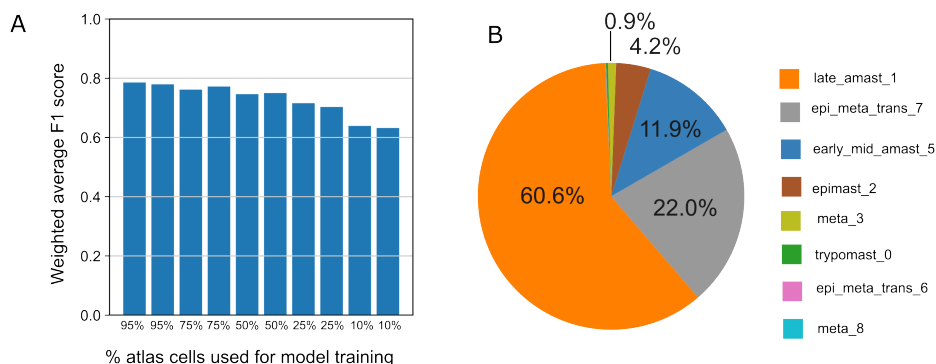 A
1.0
0.8
0.6
0.4
0.2
0.0
Weighted average F1 score
95% 95% 75% 75% 50% 50% 25% 25% 10% 10%
% atlas cells used for model training
B
0.9%
4.2%
11.9%
22.0%
60.6%
late_amast_1
epi_meta_trans_7
early_mid_amast_5
epimast_2
meta_3
trypomast_0
epi_meta_trans_6
meta_8